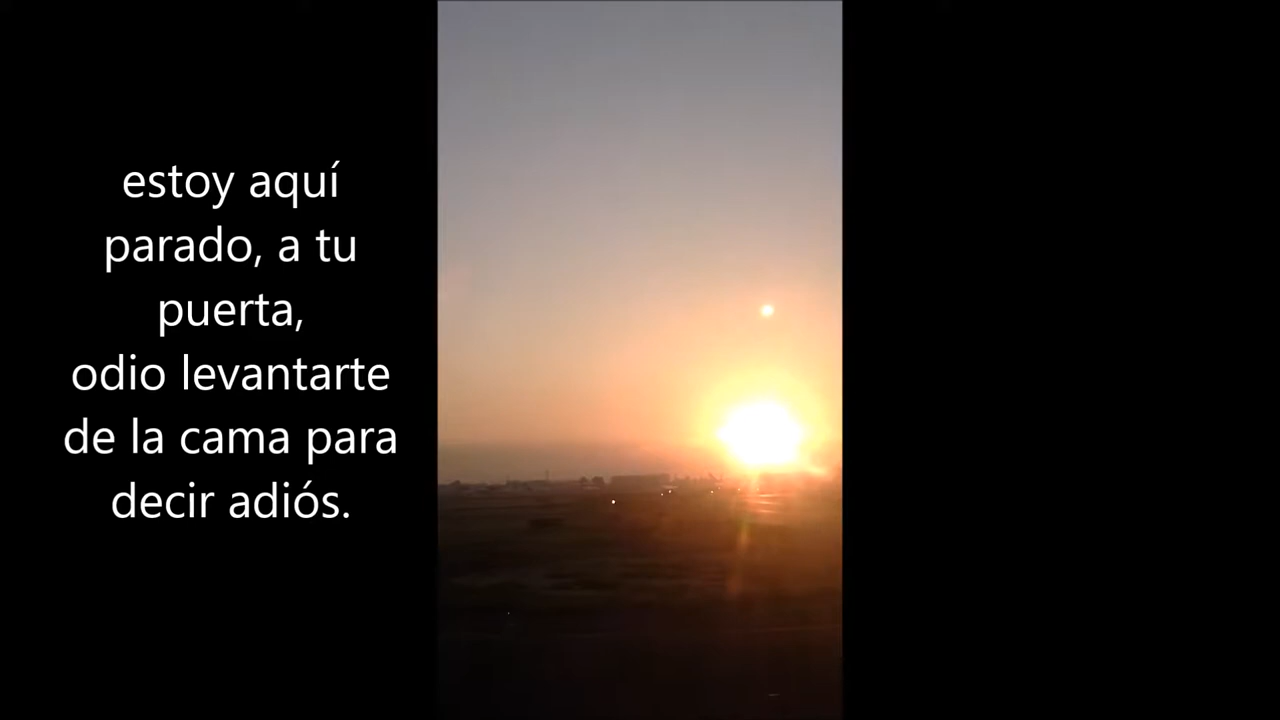 estoy aquí
parado, a tu
puerta,
odio levantarte
de la cama para
decir adiós.